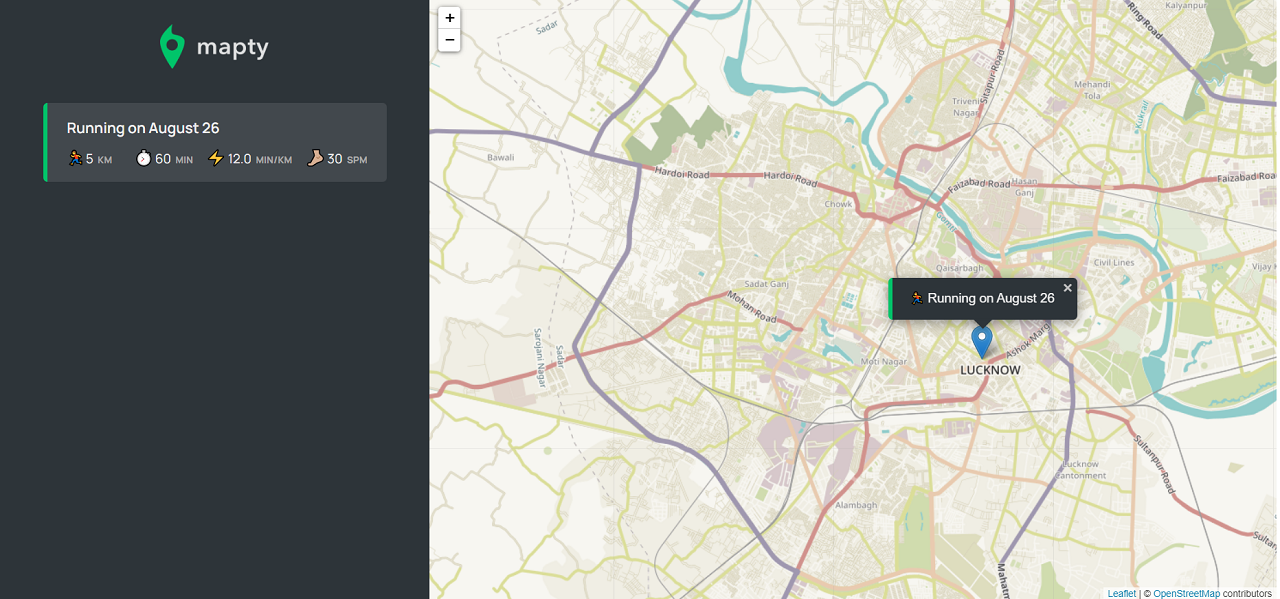 mapty
Running on August 26
5 KM 60 MIN 12.0 MIN/KM 30 SPM
+
−
Sadar
Ring Road
Kalyanpur
Sitapur Road
Mehandi
Tola
Triveni
Nagar
Kukrail
Bawali
Hardoi Road
Hardoi Road
Chowk
Faizabad Road
Hasan
Ganj
Faizabad Road
Gomti
Qaisarbagh
Civil Lines
Vijay
Sadat Ganj
Mohan Road
Running on August 26
×
Sarojani Nagar
Sadar
Moti Nagar
Ashok Marg
LUCKNOW
Lucknow
Sultanpur Road
Alambagh
Leaflet | © OpenStreetMap contributors